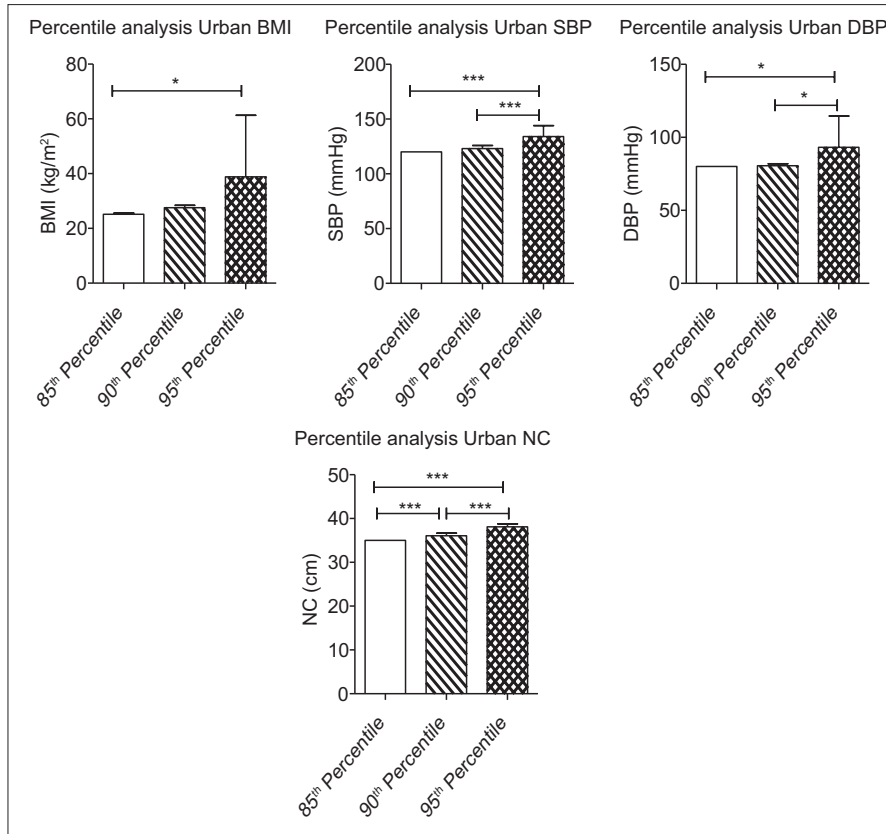 Percentile analysis Urban BMI
80
60
40
20
0
BMI (kg/m²)
*
85th Percentile
90th Percentile
95th Percentile
Percentile analysis Urban SBP
200
150
100
50
0
SBP (mmHg)
***
***
85th Percentile
90th Percentile
95th Percentile
Percentile analysis Urban DBP
150
100
50
0
DBP (mmHg)
*
*
85th Percentile
90th Percentile
95th Percentile
Percentile analysis Urban NC
50
40
30
20
10
0
NC (cm)
***
*** ***
85th Percentile
90th Percentile
95th Percentile